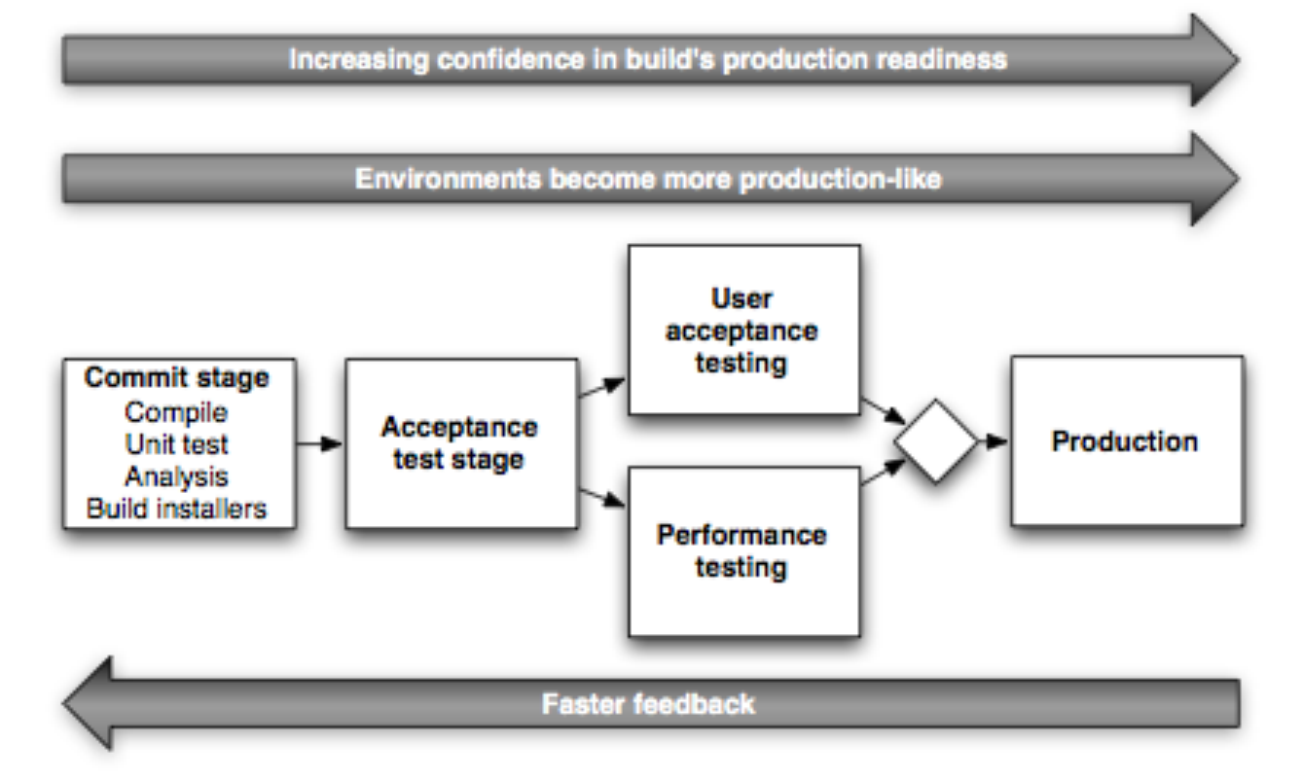 Increasing confidence in build's production readiness
Environments become more production-like
Commit stage
Compile
Unit test
Analysis
Build installers
Acceptance
test stage
User
acceptance
testing
Performance
testing
Production
Faster feedback